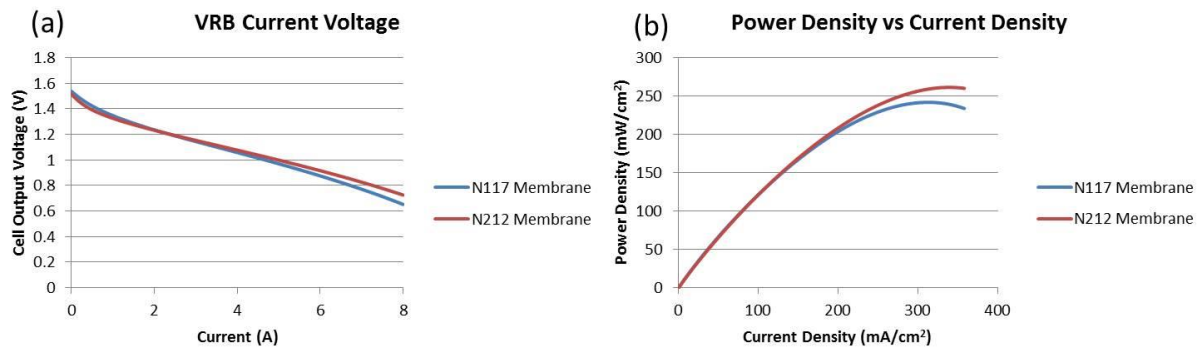 (a)
VRB Current Voltage
Cell Output Voltage (V)
1.8
1.6
1.4
1.2
1
0.8
0.6
0.4
0.2
0
0 2 4 6 8
Current (A)
N117 Membrane
N212 Membrane
(b)
Power Density vs Current Density
Power Density (mW/cm²)
300
250
200
150
100
50
0
0 100 200 300 400
Current Density (mA/cm²)
N117 Membrane
N212 Membrane